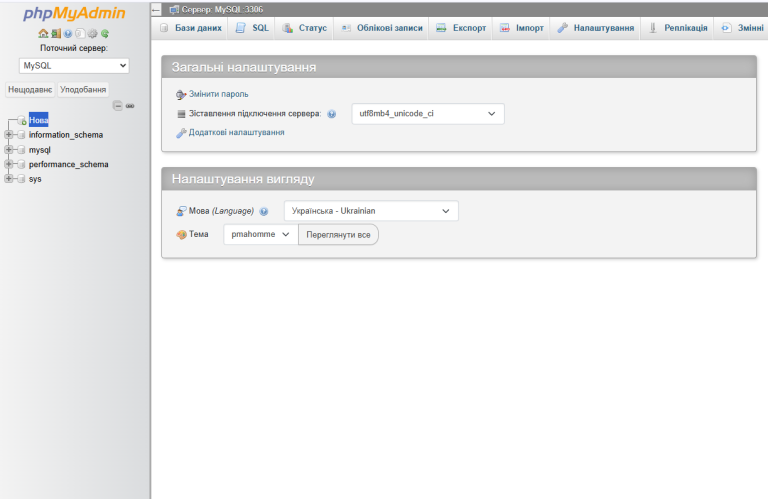 phpMyAdmin
Поточний сервер:
MySQL
Нещодавнє Уподобання
Нова
information_schema
mysql
performance_schema
sys
Сервер: MySQL:3306
Бази даних SQL Статус Облікові записи Експорт Імпорт Налаштування Реплікація Змінні
Загальні налаштування
Змінити пароль
Зіставлення підключення сервера: utf8mb4_unicode_ci
Додаткові налаштування
Налаштування вигляду
Мова (Language) Українська - Ukrainian
Тема pmahomme Переглянути все